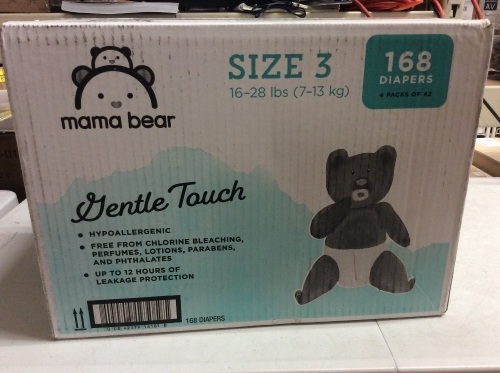 mama bear
SIZE 3
16-28 lbs (7-13 kg)
168
DIAPERS
4 PACKS OF 42
Gentle Touch
• HYPOALLERGENIC
• FREE FROM CHLORINE BLEACHING,
PERFUMES, LOTIONS, PARABENS,
AND PHTHALATES
• UP TO 12 HOURS OF
LEAKAGE PROTECTION
168 DIAPERS